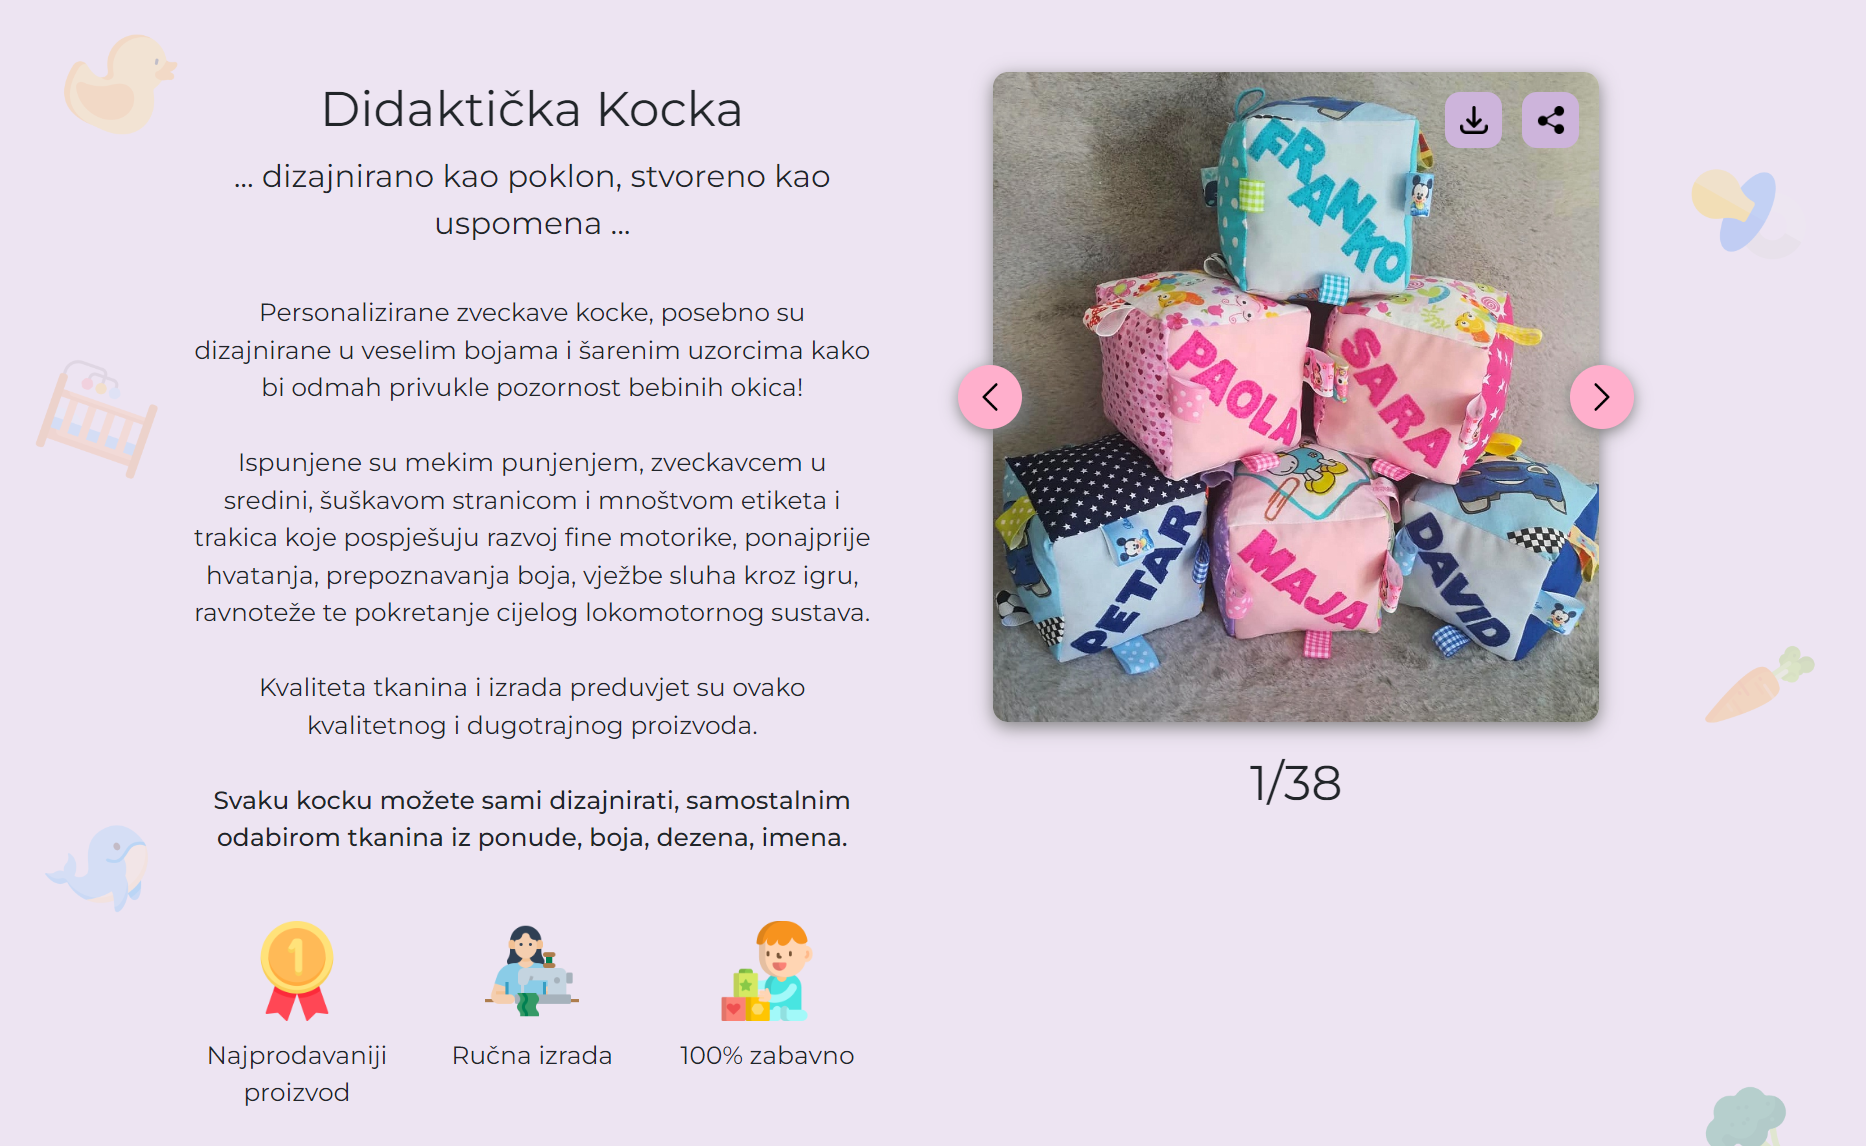 Didaktička Kocka
... dizajnirano kao poklon, stvoreno kao
uspomena ...
Personalizirane zveckave kocke, posebno su
dizajnirane u veselim bojama i šarenim uzorcima kako
bi odmah privukle pozornost bebinih okica!
Ispunjene su mekim punjenjem, zveckavcem u
sredini, šuškavom stranicom i mnoštvom etiketa i
trakica koje pospješuju razvoj fine motorike, ponajprije
hvatanja, prepoznavanja boja, vježbe sluha kroz igru,
ravnoteže te pokretanje cijelog lokomotornog sustava.
Kvaliteta tkanina i izrada preduvjet su ovako
kvalitetnog i dugotrajnog proizvoda.
Svaku kocku možete sami dizajnirati, samostalnim
odabirom tkanina iz ponude, boja, dezena, imena.
1
Najprodavaniji
proizvod
Ručna izrada
100% zabavno
FRANKO
PAOLA
SARA
PETAR
MAJA
DAVID
1/38